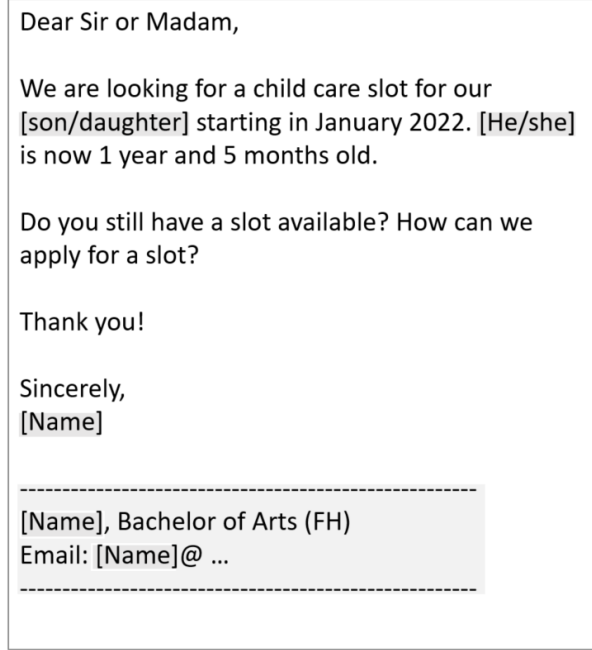 Dear Sir or Madam,
We are looking for a child care slot for our
[son/daughter] starting in January 2022. [He/she]
is now 1 year and 5 months old.
Do you still have a slot available? How can we
apply for a slot?
Thank you!
Sincerely,
[Name]
------------------------------------------------------
[Name], Bachelor of Arts (FH)
Email: [Name]@ ...
------------------------------------------------------